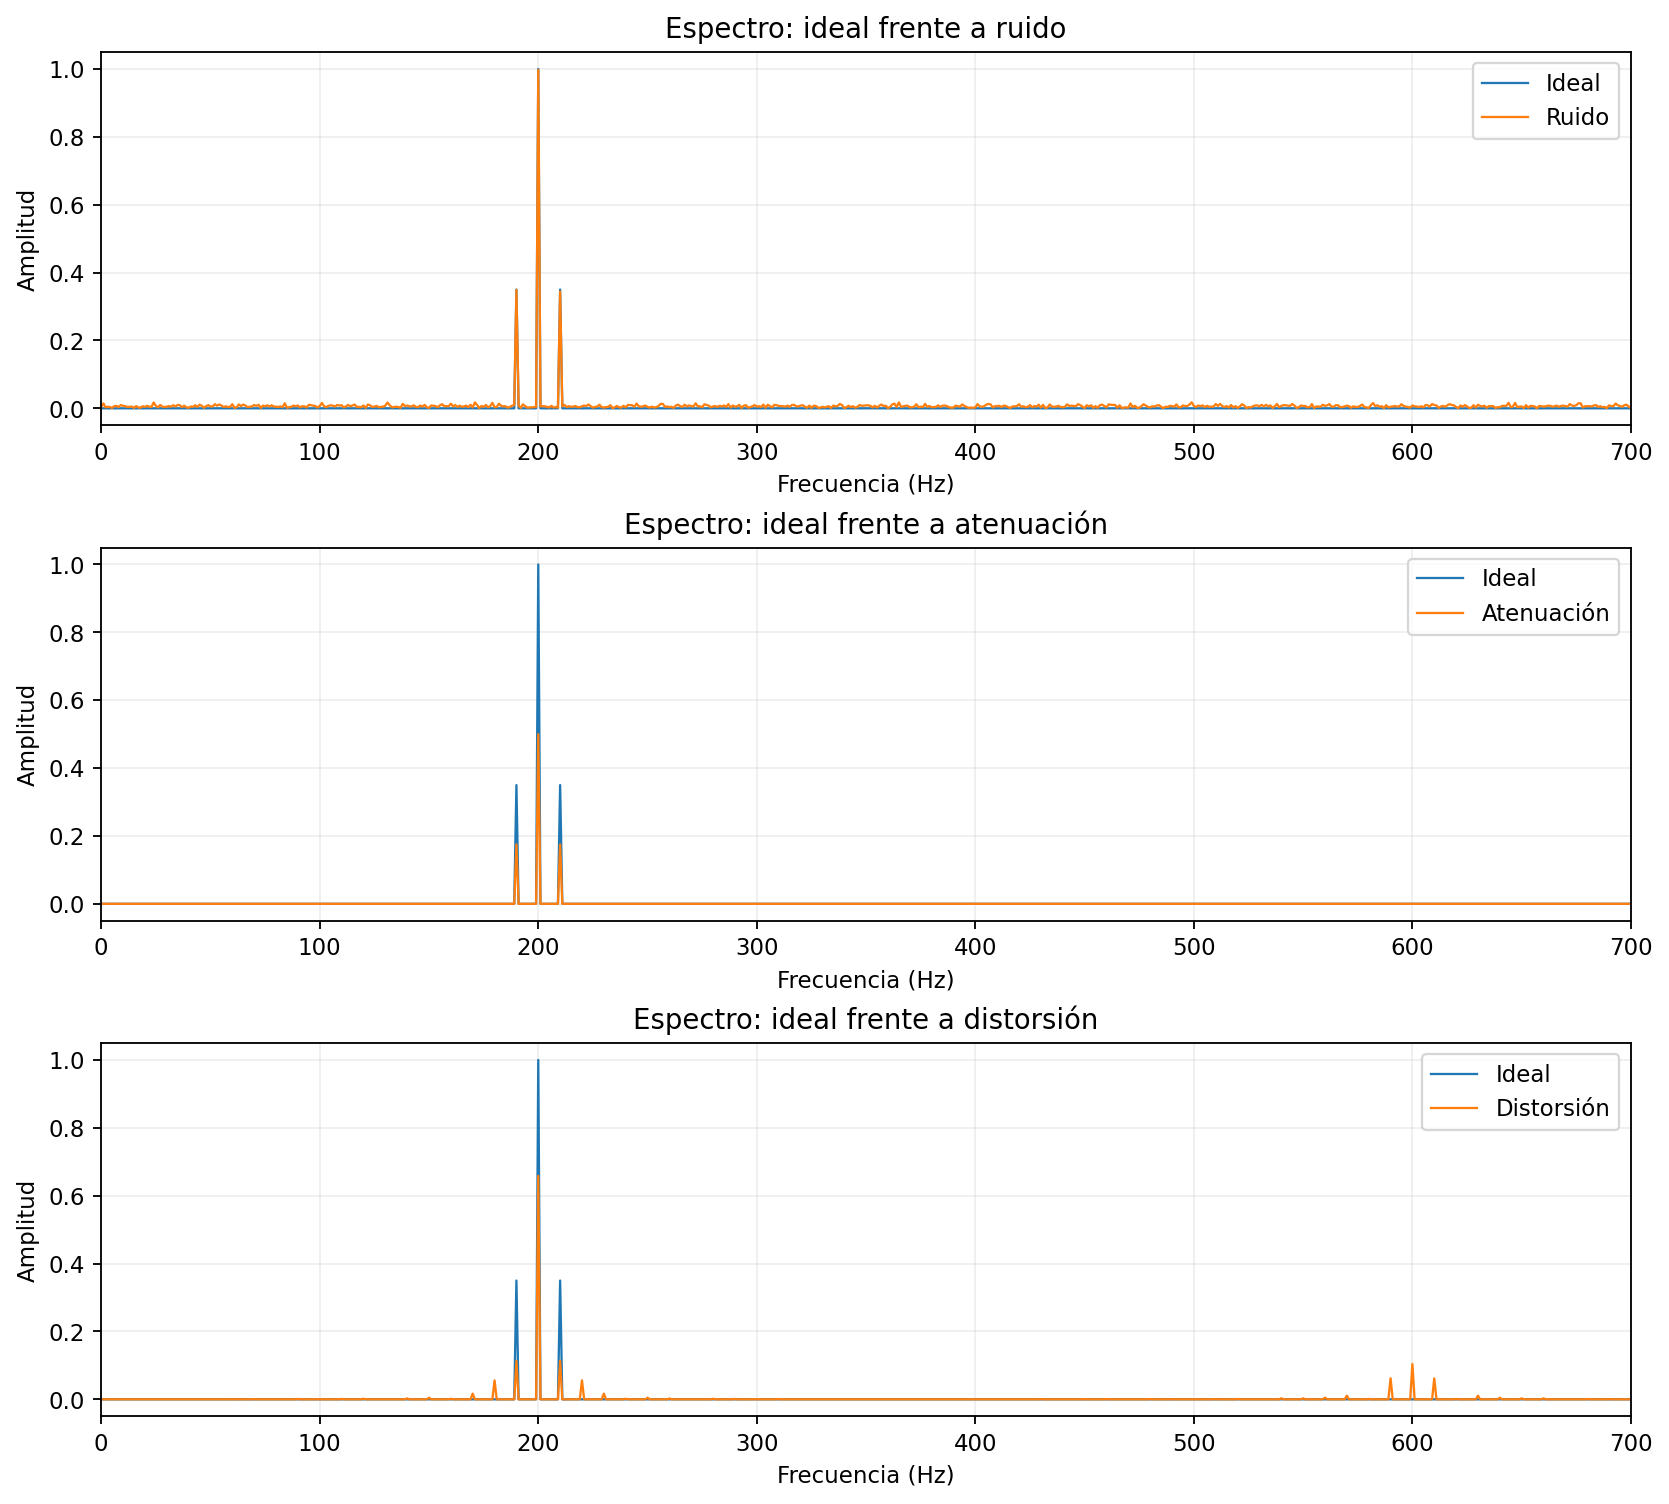 Espectro: ideal frente a ruido
Amplitud
1.0
0.8
0.6
0.4
0.2
0.0
Ideal
Ruido
0 100 200 300 400 500 600 700
Frecuencia (Hz)
Espectro: ideal frente a atenuación
Amplitud
1.0
0.8
0.6
0.4
0.2
0.0
Ideal
Atenuación
0 100 200 300 400 500 600 700
Frecuencia (Hz)
Espectro: ideal frente a distorsión
Amplitud
1.0
0.8
0.6
0.4
0.2
0.0
Ideal
Distorsión
0 100 200 300 400 500 600 700
Frecuencia (Hz)